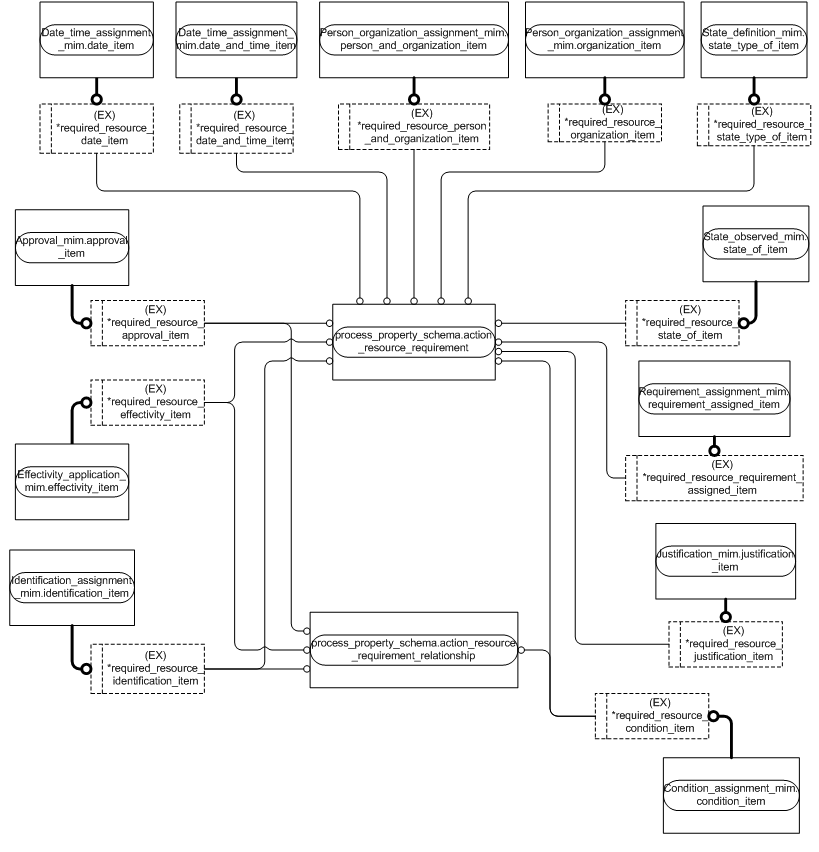 Date_time_assignment
_mim.date_item
Date_time_assignment_
mim.date_and_time_item
Person_organization_assignment_mim.
person_and_organization_item
Person_organization_assignment
_mim.organization_item
State_definition_mim.
state_type_of_item
(EX)
*required_resource_
date_item
(EX)
*required_resource_
date_and_time_item
(EX)
*required_resource_person
_and_organization_item
(EX)
*required_resource_
organization_item
(EX)
*required_resource_
state_type_of_item
Approval_mim.approval
_item
State_observed_mim.
state_of_item
(EX)
*required_resource_
approval_item
process_property_schema.action
_resource_requirement
(EX)
*required_resource_
state_of_item
(EX)
*required_resource_
effectivity_item
Requirement_assignment_mim.
requirement_assigned_item
Effectivity_application_
mim.effectivity_item
(EX)
*required_resource_requirement_
assigned_item
Identification_assignment
_mim.identification_item
Justification_mim.justification
_item
(EX)
*required_resource_
identification_item
process_property_schema.action_resource
_requirement_relationship
(EX)
*required_resource_
justification_item
(EX)
*required_resource_
condition_item
Condition_assignment_mim.
condition_item